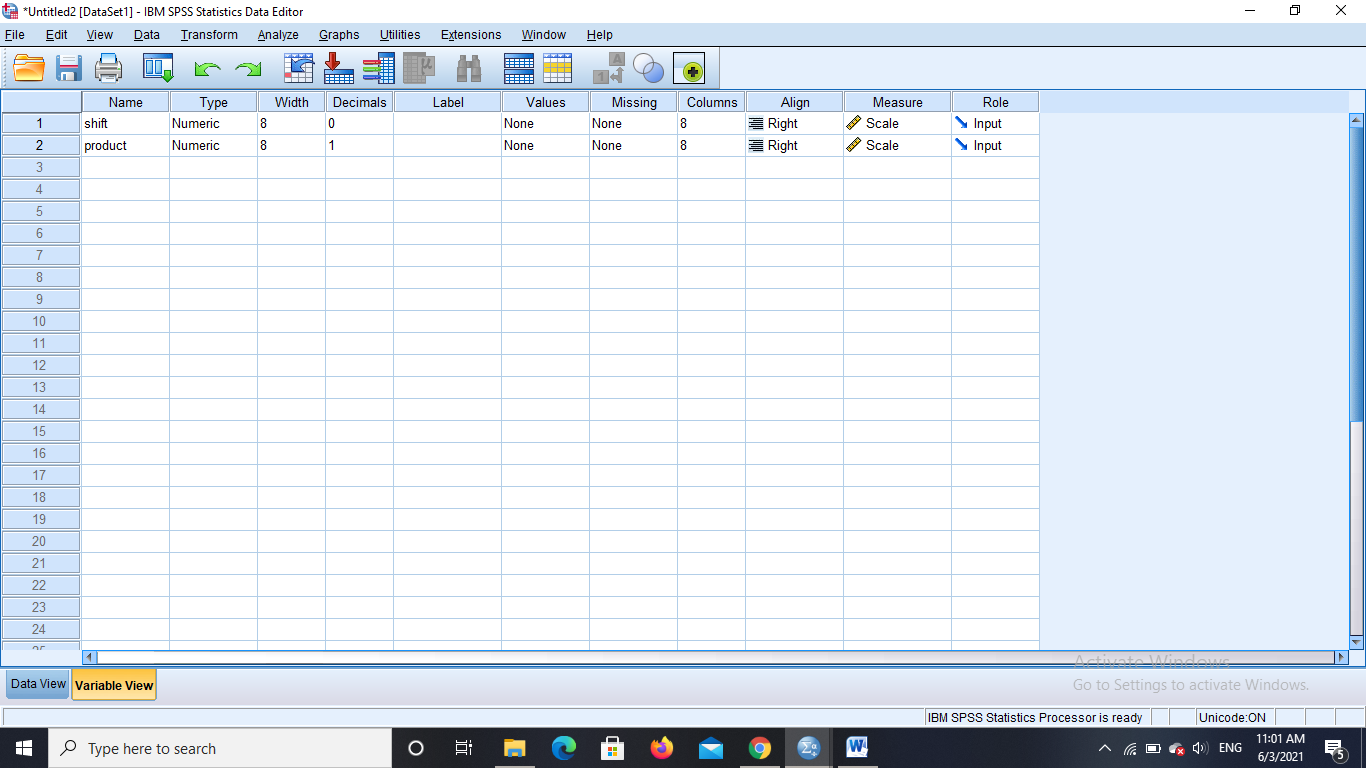 *Untitled2 [DataSet1] - IBM SPSS Statistics Data Editor
File Edit View Data Transform Analyze Graphs Utilities Extensions Window Help
Name Type Width Decimals Label Values Missing Columns Align Measure Role
1 shift Numeric 8 0 None None 8 Right Scale Input
2 product Numeric 8 1 None None 8 Right Scale Input
3
4
5
6
7
8
9
10
11
12
13
14
15
16
17
18
19
20
21
22
23
24
25
Activate Windows
Go to Settings to activate Windows.
Data View Variable View
IBM SPSS Statistics Processor is ready Unicode:ON
Type here to search
ENG
11:01 AM
6/3/2021
5